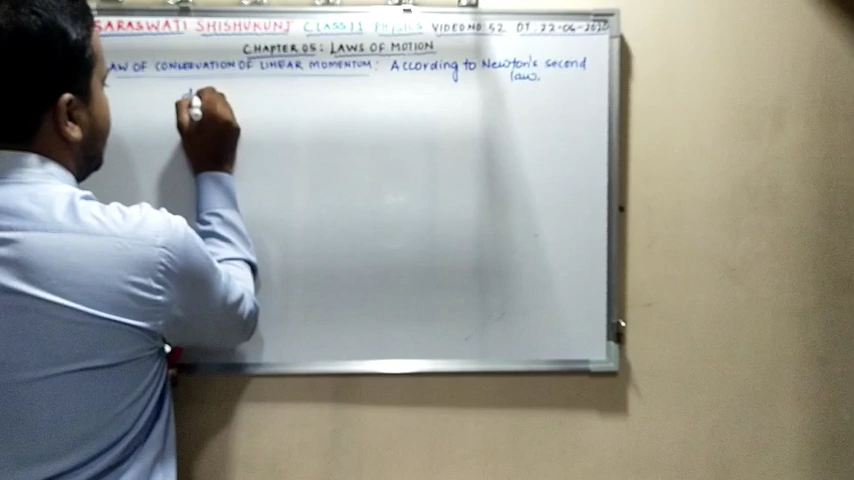 SARASWATI SHISHUKUNJ CLASS 11 PHYSICS VIDEO NO: 52 DT: 22-06-2020
CHAPTER 05: LAWS OF MOTION
AW OF CONSERVATION OF LINEAR MOMENTUM: According to Newton's second
law.